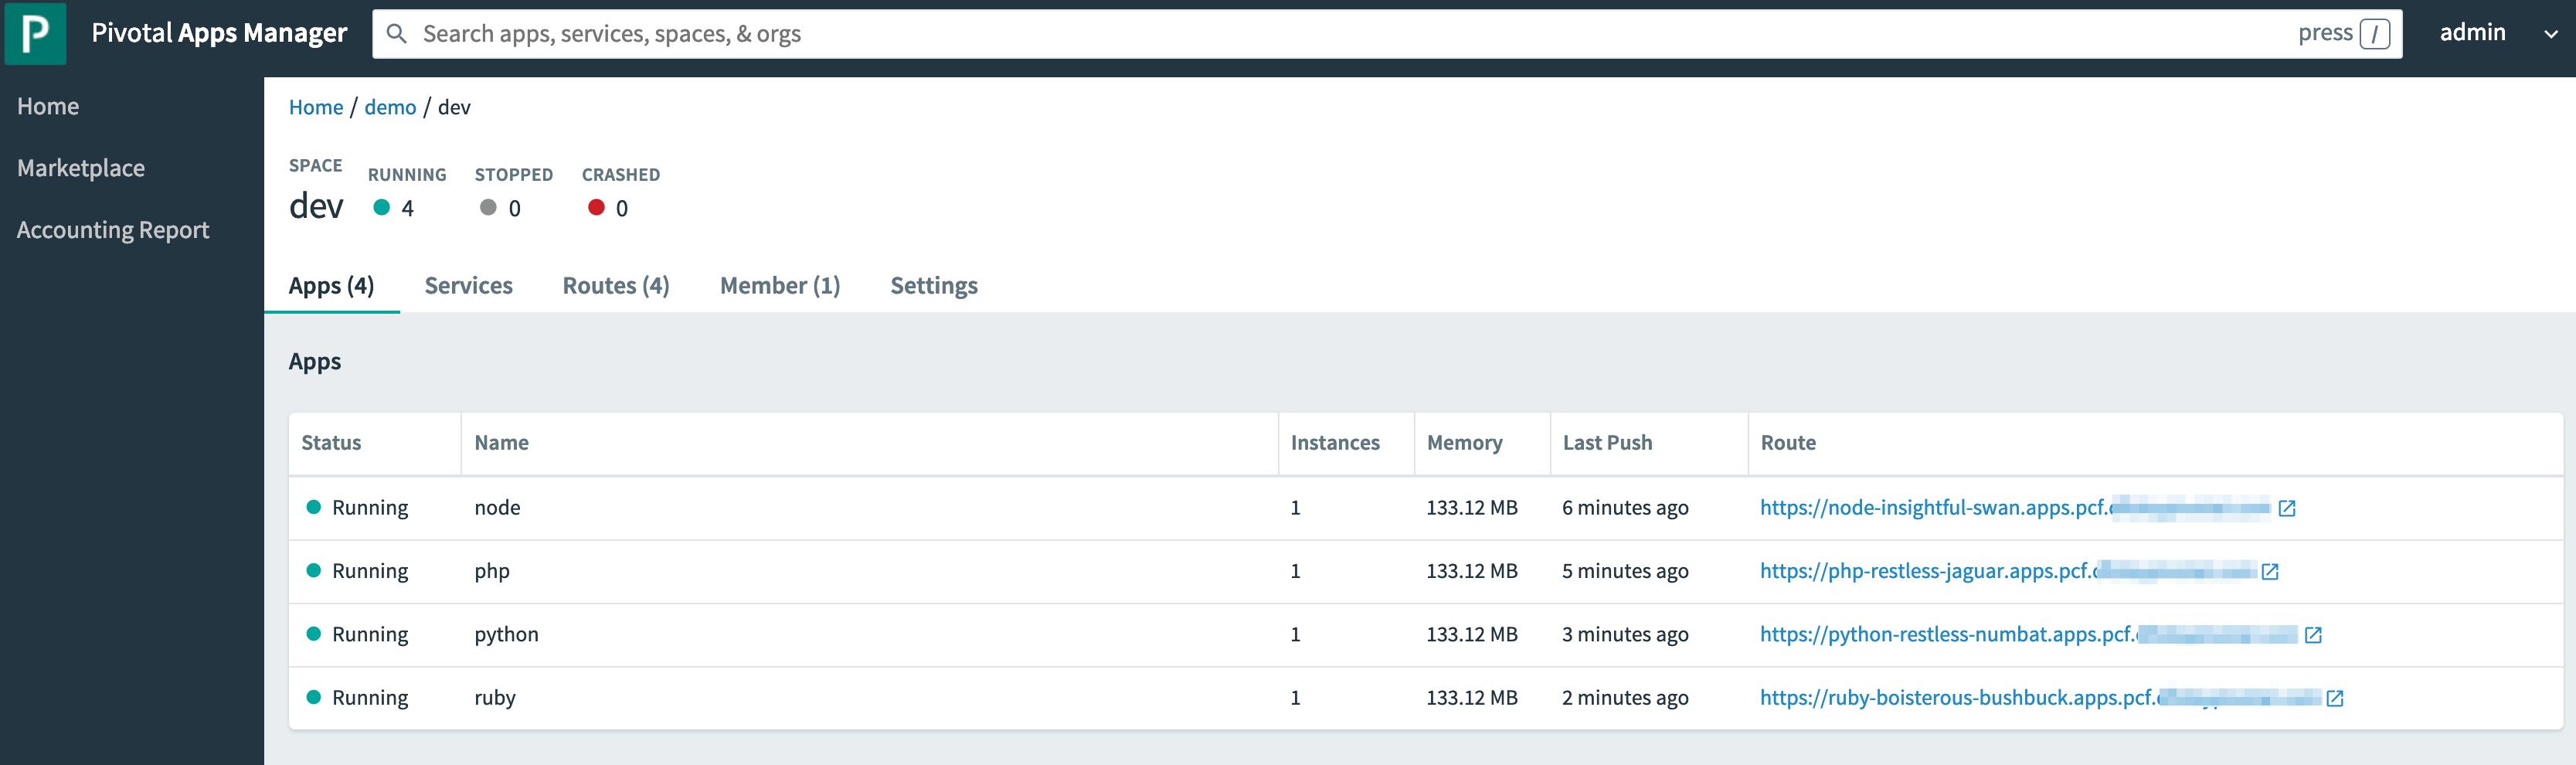 P Pivotal Apps Manager Search apps, services, spaces, & orgs press / admin
Home
Marketplace
Accounting Report
Home / demo / dev
SPACE RUNNING STOPPED CRASHED
dev 4 0 0
Apps (4) Services Routes (4) Member (1) Settings
Apps
Status Name Instances Memory Last Push Route
Running node 1 133.12 MB 6 minutes ago https://node-insightful-swan.apps.pcf.
Running php 1 133.12 MB 5 minutes ago https://php-restless-jaguar.apps.pcf.
Running python 1 133.12 MB 3 minutes ago https://python-restless-numbat.apps.pcf.
Running ruby 1 133.12 MB 2 minutes ago https://ruby-boisterous-bushbuck.apps.pcf.